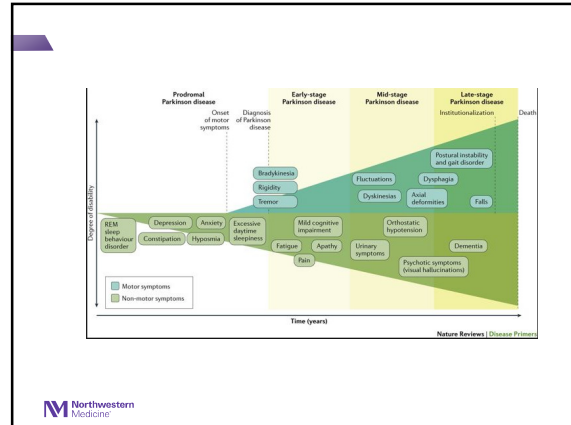 Prodromal
Parkinson disease
Early-stage
Parkinson disease
Mid-stage
Parkinson disease
Late-stage
Parkinson disease
Onset
of motor
symptoms
Diagnosis
of Parkinson
disease
Institutionalization
Death
Degree of disability
Bradykinesia
Rigidity
Tremor
Fluctuations
Dyskinesias
Postural instability
and gait disorder
Dysphagia
Axial
deformities
Falls
REM
sleep
behaviour
disorder
Depression
Anxiety
Constipation
Hyposmia
Excessive
daytime
sleepiness
Mild cognitive
impairment
Fatigue
Apathy
Pain
Orthostatic
hypotension
Urinary
symptoms
Psychotic symptoms
(visual hallucinations)
Dementia
Motor symptoms
Non-motor symptoms
Time (years)
Nature Reviews | Disease Primers
NM Northwestern
Medicine®